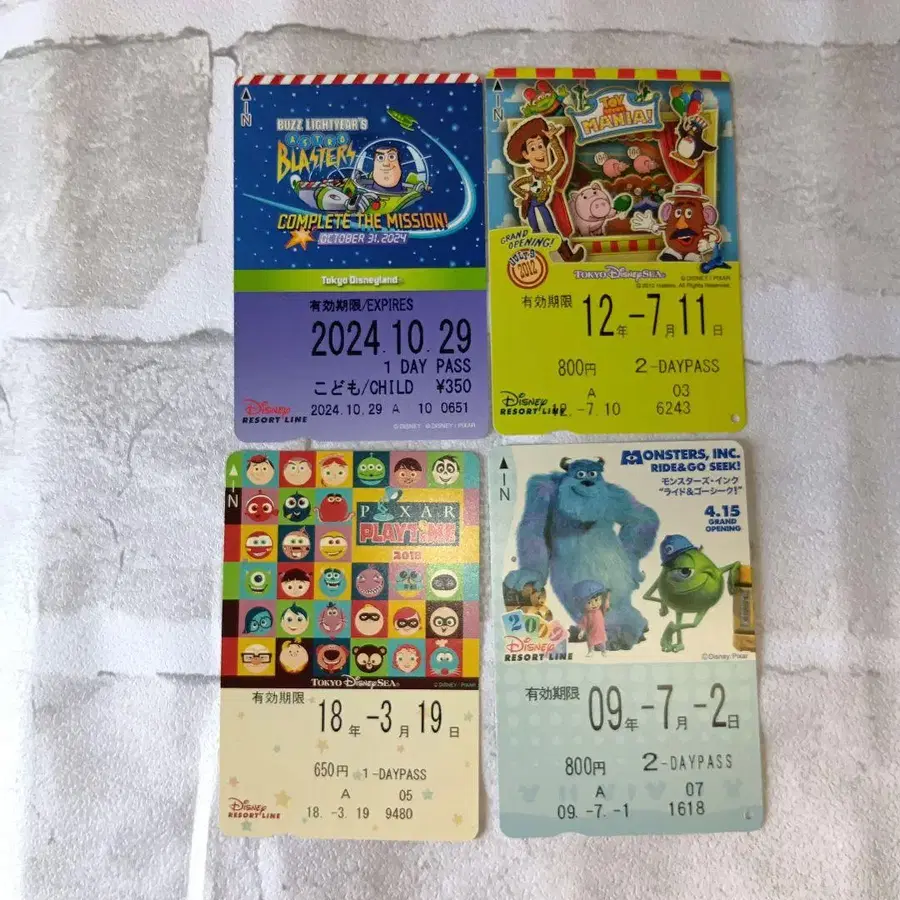 IN
BUZZ LIGHTYEAR'S
ASTRO
BLASTERS
COMPLETE THE MISSION!
OCTOBER 31, 2024
Tokyo Disneyland
有効期限/EXPIRES
2024.10.29
1 DAY PASS
こども/CHILD ¥350
Disney
RESORT LINE
2024.10.29 A 10 0651
© DISNEY © DISNEY/PIXAR
IN
TOY
STORY
MANIA!
GRAND
OPENING!
JULY 9
2012
TOKYO DisneySEA
© DISNEY / PIXAR
All Rights Reserved.
有効期限
12年-7月11日
800円 2-DAYPASS
A 03
Disney
RESORT LINE
12.-7.10 6243
IN
PIXAR
PLAYTIME
2018
TOKYO DisneySEA
© DISNEY / PIXAR
有効期限
18年-3月19日
650円 1-DAYPASS
A 05
Disney
RESORT LINE
18.-3.19 9480
IN
MONSTERS, INC.
RIDE&GO SEEK!
モンスターズ・インク
"ライド&ゴーシーク!"
4.15
GRAND
OPENING
2009
Disney
RESORT LINE
©Disney/Pixar
有効期限
09年-7月-2日
800円 2-DAYPASS
A 07
09.-7.-1 1618